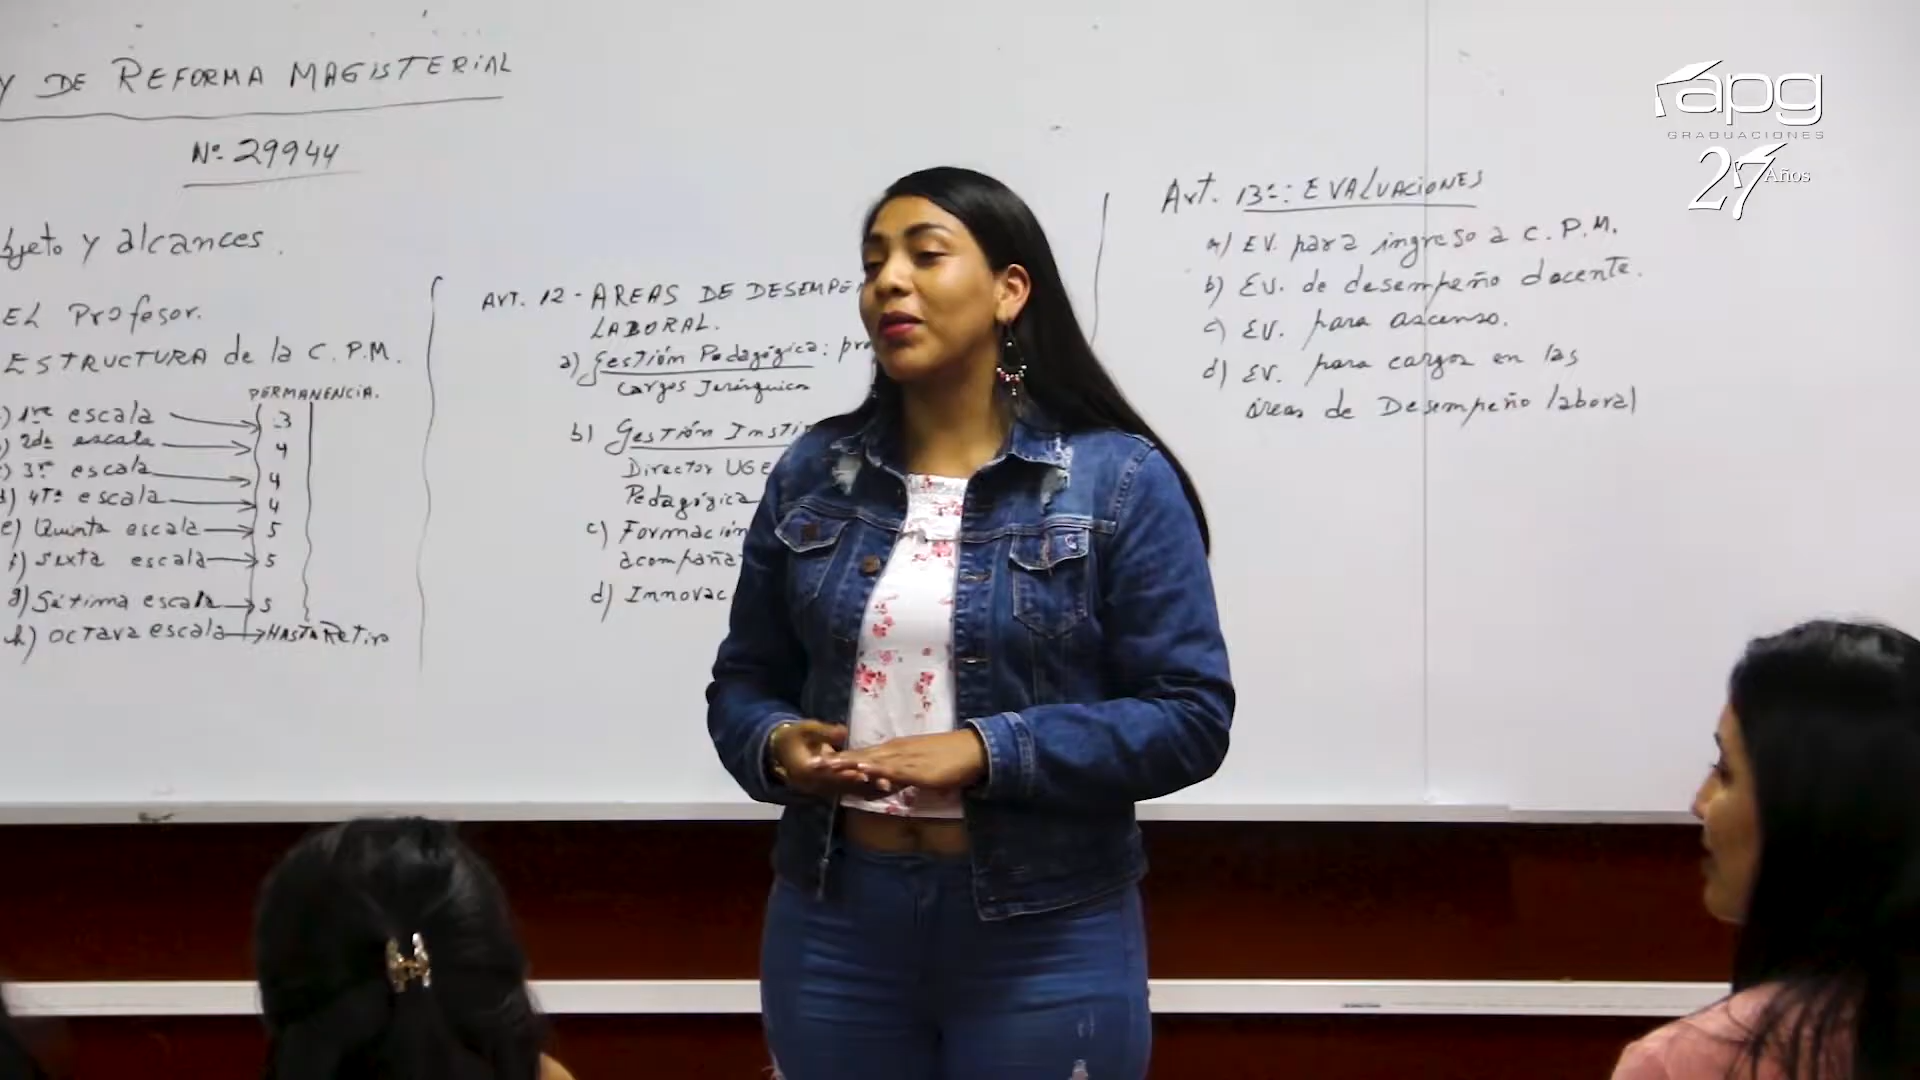 Y DE REFORMA MAGISTERIAL
Nº 29944
bjeto y alcances.
EL Profesor.
ESTRUCTURA de la C.P.M.
PERMANENCIA.
) 1re escala 3
) 2da escala 4
) 3re escala 4
d) 4Ta escala 4
e) Quinta escala 5
f) Sexta escala 5
g) Sétima escala 5
h) OCTava escala HASTA Retiro
Art. 12 - AREAS DE DESEMPE
LABORAL.
a) Gestión Pedagógica: pro
Cargos Jerárquicos
b) Gestión Insti
Director UGE
Pedagógica
c) Formación
acompaña
d) Innovac
Art. 13º: EVALUACIONES
a) EV. para ingreso a C.P.M.
b) EV. de desempeño docente.
c) EV. para ascenso.
d) EV. para cargos en las
áreas de Desempeño laboral
apg
GRADUACIONES
27 Años